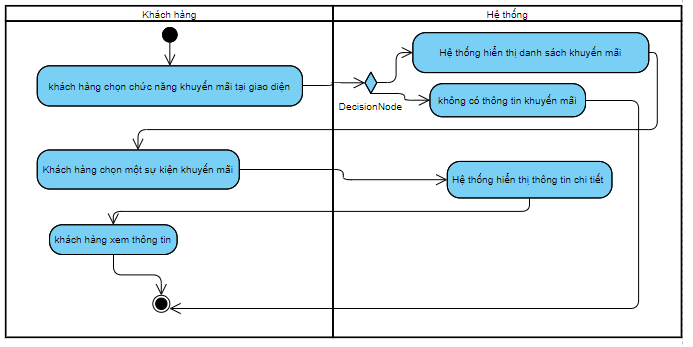 Khách hàng
Hệ thống
khách hàng chọn chức năng khuyến mãi tại giao diện
Hệ thống hiển thị danh sách khuyến mãi
không có thông tin khuyến mãi
DecisionNode
Khách hàng chọn một sự kiện khuyến mãi
Hệ thống hiển thị thông tin chi tiết
khách hàng xem thông tin